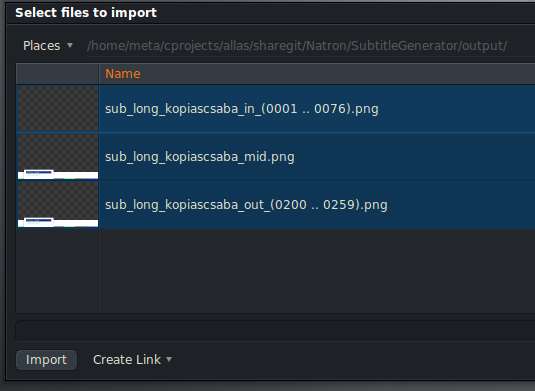 Select files to import
Places
/home/meta/cprojects/allas/sharegit/Natron/SubtitleGenerator/output/
Name
sub_long_kopiascsaba_in_(0001 .. 0076).png
sub_long_kopiascsaba_mid.png
sub_long_kopiascsaba_out_(0200 .. 0259).png
Import
Create Link